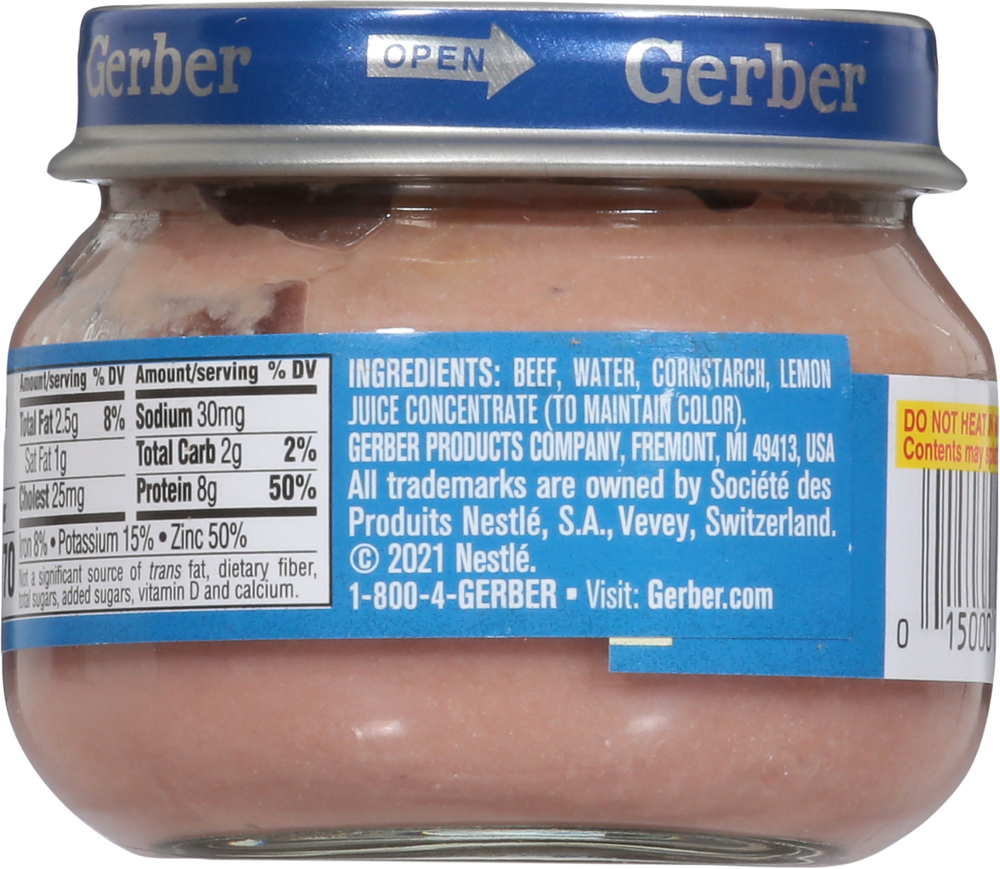 Gerber OPEN Gerber
Amount/serving % DV Amount/serving % DV
Total Fat 2.5g 8% Sodium 30mg
Sat Fat 1g Total Carb 2g 2%
Cholest 25mg Protein 8g 50%
Iron 8% • Potassium 15% • Zinc 50%
70
Not a significant source of trans fat, dietary fiber,
total sugars, added sugars, vitamin D and calcium.
INGREDIENTS: BEEF, WATER, CORNSTARCH, LEMON
JUICE CONCENTRATE (TO MAINTAIN COLOR).
GERBER PRODUCTS COMPANY, FREMONT, MI 49413, USA
All trademarks are owned by Société des
Produits Nestlé, S.A., Vevey, Switzerland.
© 2021 Nestlé.
1-800-4-GERBER ▪ Visit: Gerber.com
DO NOT HEAT IN
Contents may
0 15000